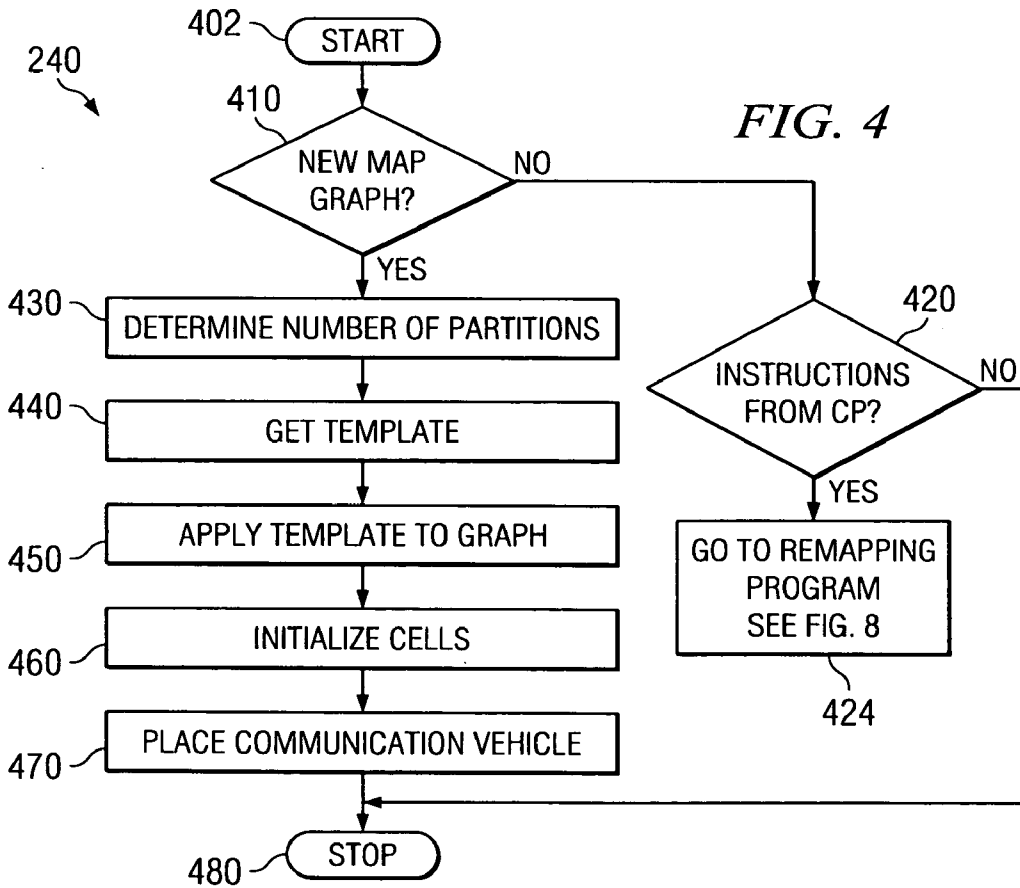 402
START
240
410
FIG. 4
NEW MAP
GRAPH?
NO
YES
430
DETERMINE NUMBER OF PARTITIONS
420
INSTRUCTIONS
FROM CP?
NO
440
GET TEMPLATE
YES
450
APPLY TEMPLATE TO GRAPH
GO TO REMAPPING
PROGRAM
SEE FIG. 8
460
INITIALIZE CELLS
424
470
PLACE COMMUNICATION VEHICLE
480
STOP